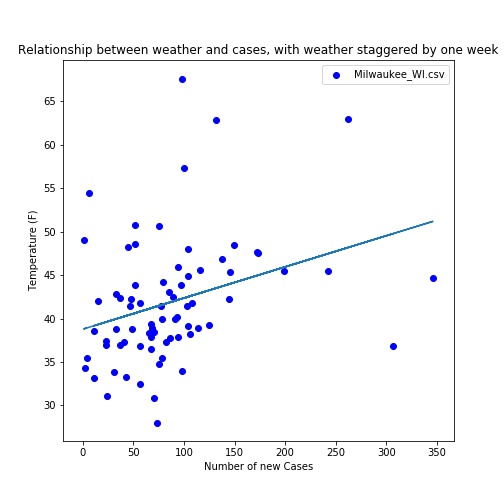 Relationship between weather and cases, with weather staggered by one week
Milwaukee_WI.csv
Temperature (F)
65
60
55
50
45
40
35
30
0 50 100 150 200 250 300 350
Number of new Cases